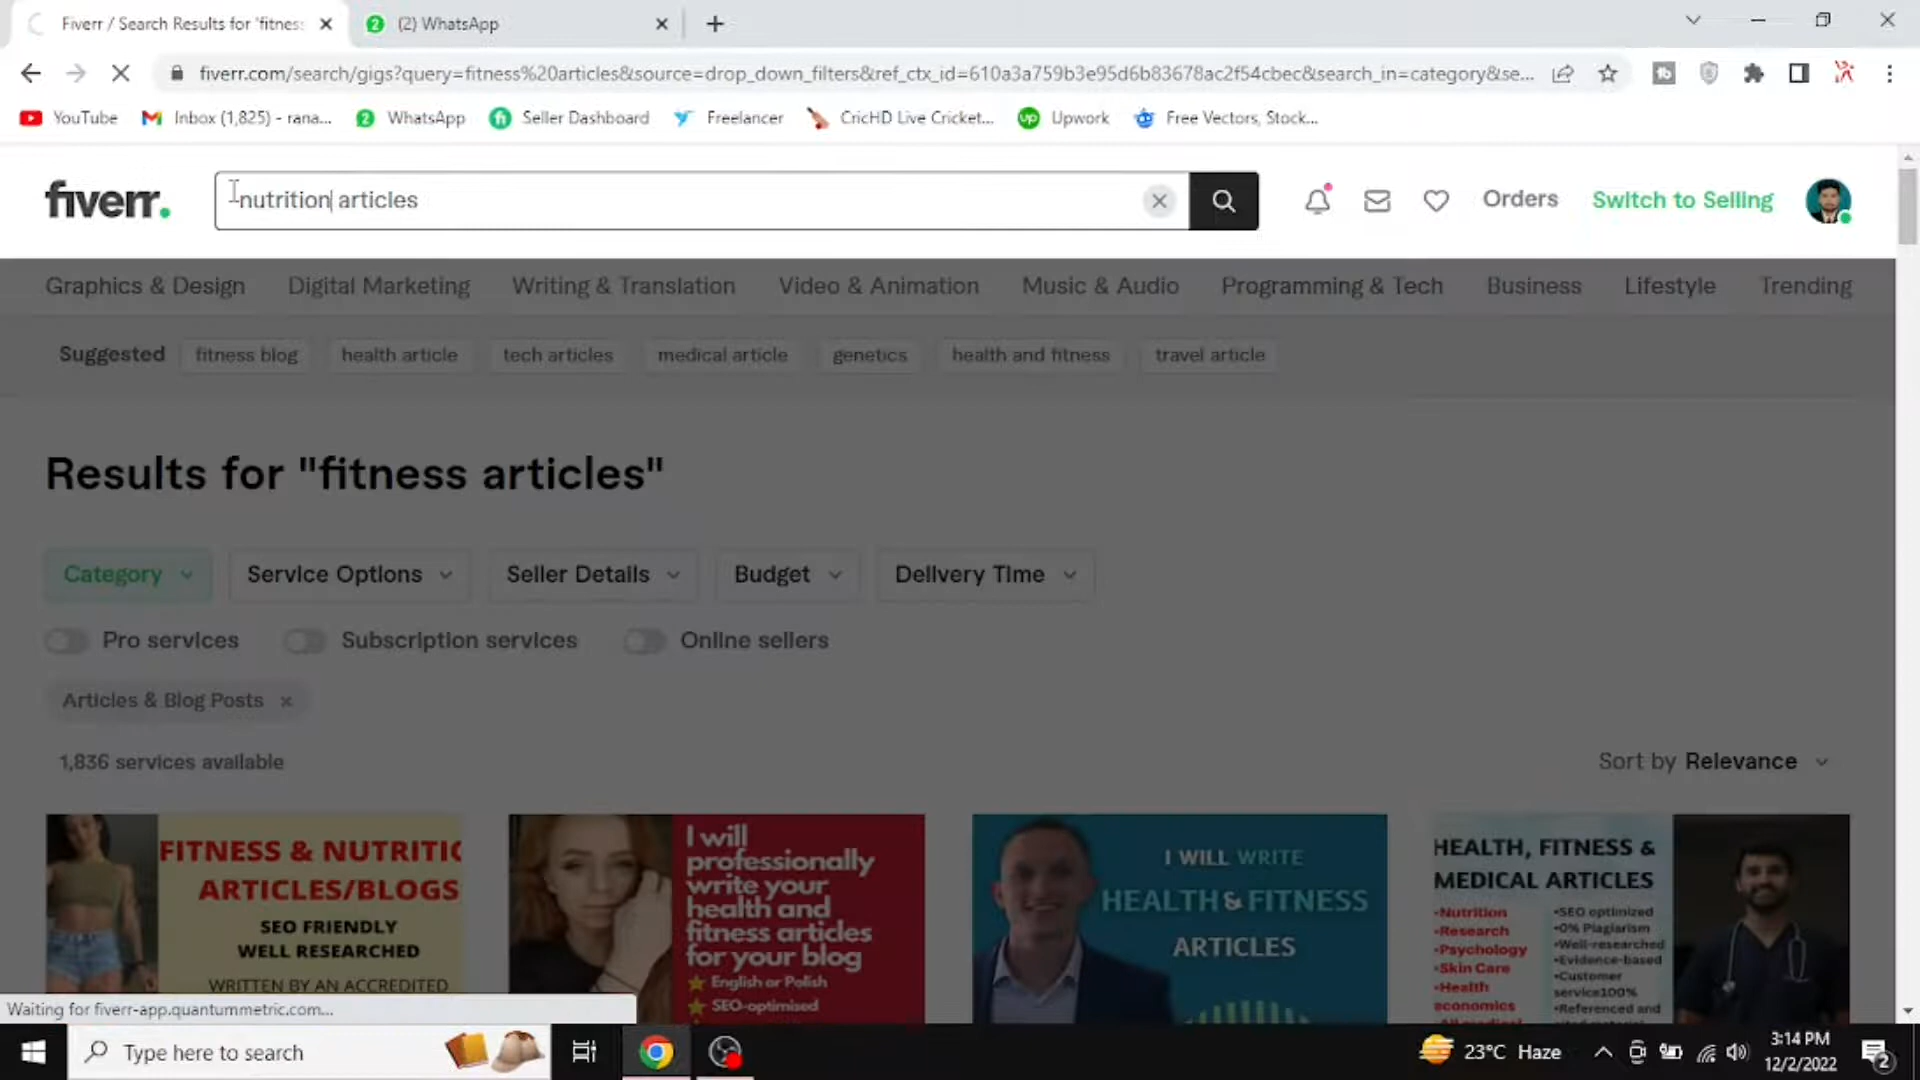 Fiverr / Search Results for 'fitnes
(2) WhatsApp
fiverr.com/search/gigs?query=fitness%20articles&source=drop_down_filters&ref_ctx_id=610a3a759b3e95d6b83678ac2f54cbec&search_in=category&se...
YouTube
Inbox (1,825) - rana...
WhatsApp
Seller Dashboard
Freelancer
CricHD Live Cricket...
Upwork
Free Vectors, Stock...
fiverr.
nutrition articles
Orders
Switch to Selling
Graphics & Design
Digital Marketing
Writing & Translation
Video & Animation
Music & Audio
Programming & Tech
Business
Lifestyle
Trending
Suggested
fitness blog
health article
tech articles
medical article
genetics
health and fitness
travel article
Results for "fitness articles"
Category
Service Options
Seller Details
Budget
Delivery Time
Pro services
Subscription services
Online sellers
Articles & Blog Posts
1,836 services available
Sort by Relevance
FITNESS & NUTRITIC
ARTICLES/BLOGS
SEO FRIENDLY
WELL RESEARCHED
WRITTEN BY AN ACCREDITED
I will
professionally
write your
health and
fitness articles
for your blog
English or Polish
SEO-optimised
I WILL WRITE
HEALTH & FITNESS
ARTICLES
HEALTH, FITNESS &
MEDICAL ARTICLES
•Nutrition
•Research
•Psychology
•Skin Care
•Health
economics
•SEO optimized
•0% Plagiarism
•Well-researched
•Evidence-based
•Customer
service100%
•Referenced and
Waiting for fiverr-app.quantummetric.com...
Type here to search
23°C Haze
3:14 PM
12/2/2022
2